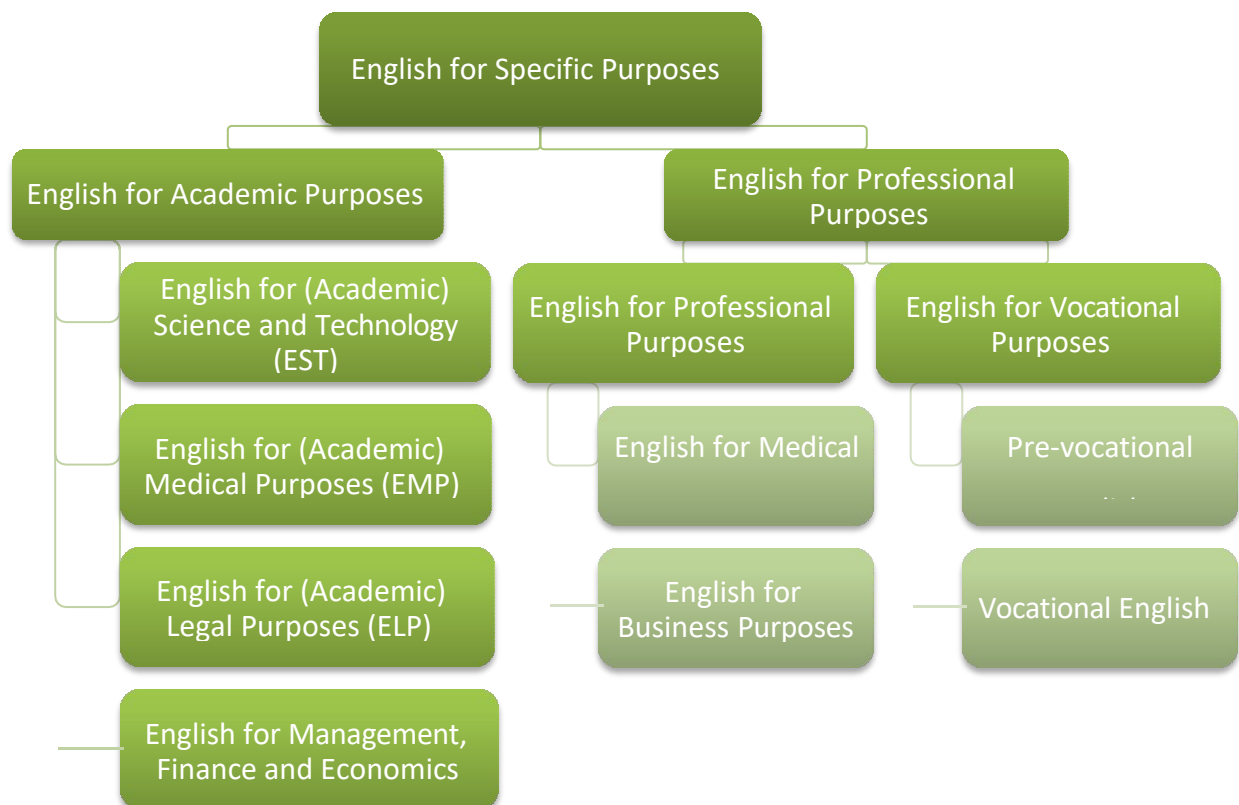 English for Specific Purposes
English for Academic Purposes
English for (Academic)
Science and Technology
(EST)
English for (Academic)
Medical Purposes (EMP)
English for (Academic)
Legal Purposes (ELP)
English for Management,
Finance and Economics
English for Professional
Purposes
English for Professional
Purposes
English for Medical
English for
Business Purposes
English for Vocational
Purposes
Pre-vocational
Vocational English